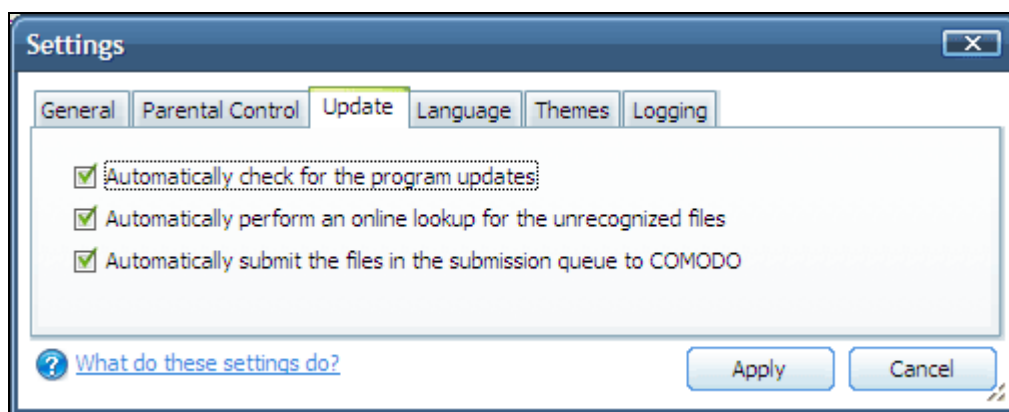 Settings
General Parental Control Update Language Themes Logging
Automatically check for the program updates
Automatically perform an online lookup for the unrecognized files
Automatically submit the files in the submission queue to COMODO
What do these settings do? Apply Cancel